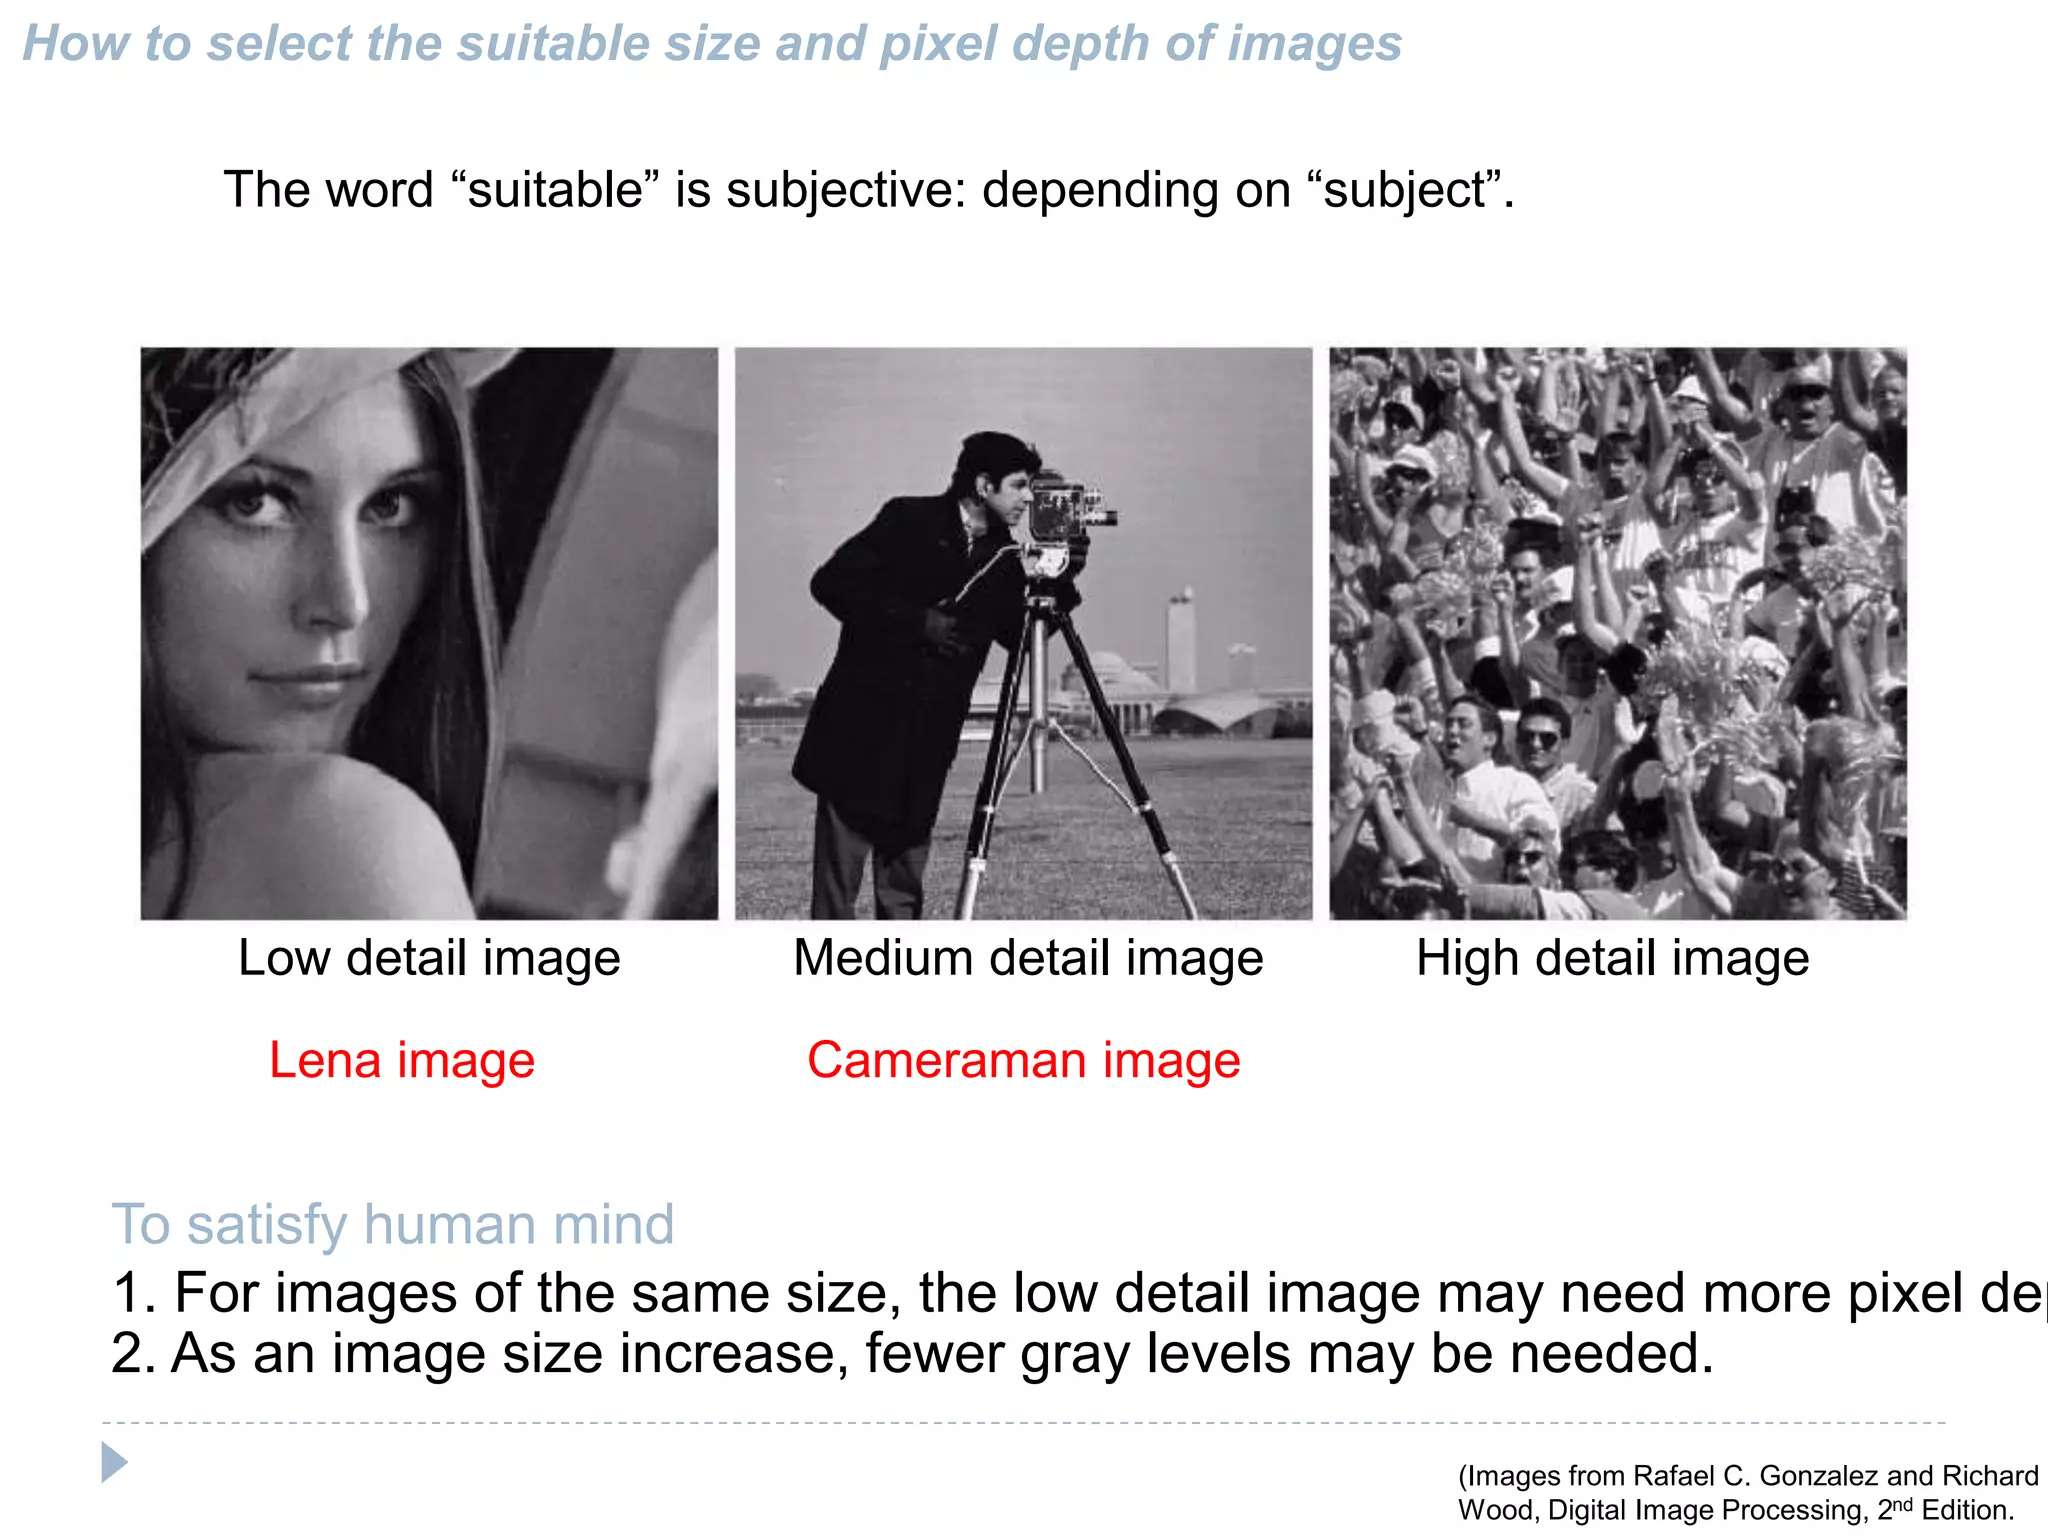 How to select the suitable size and pixel depth of images
The word “suitable” is subjective: depending on “subject”.
Low detail image Medium detail image High detail image
Lena image Cameraman image
To satisfy human mind
1. For images of the same size, the low detail image may need more pixel dep
2. As an image size increase, fewer gray levels may be needed.
(Images from Rafael C. Gonzalez and Richard
Wood, Digital Image Processing, 2nd Edition.